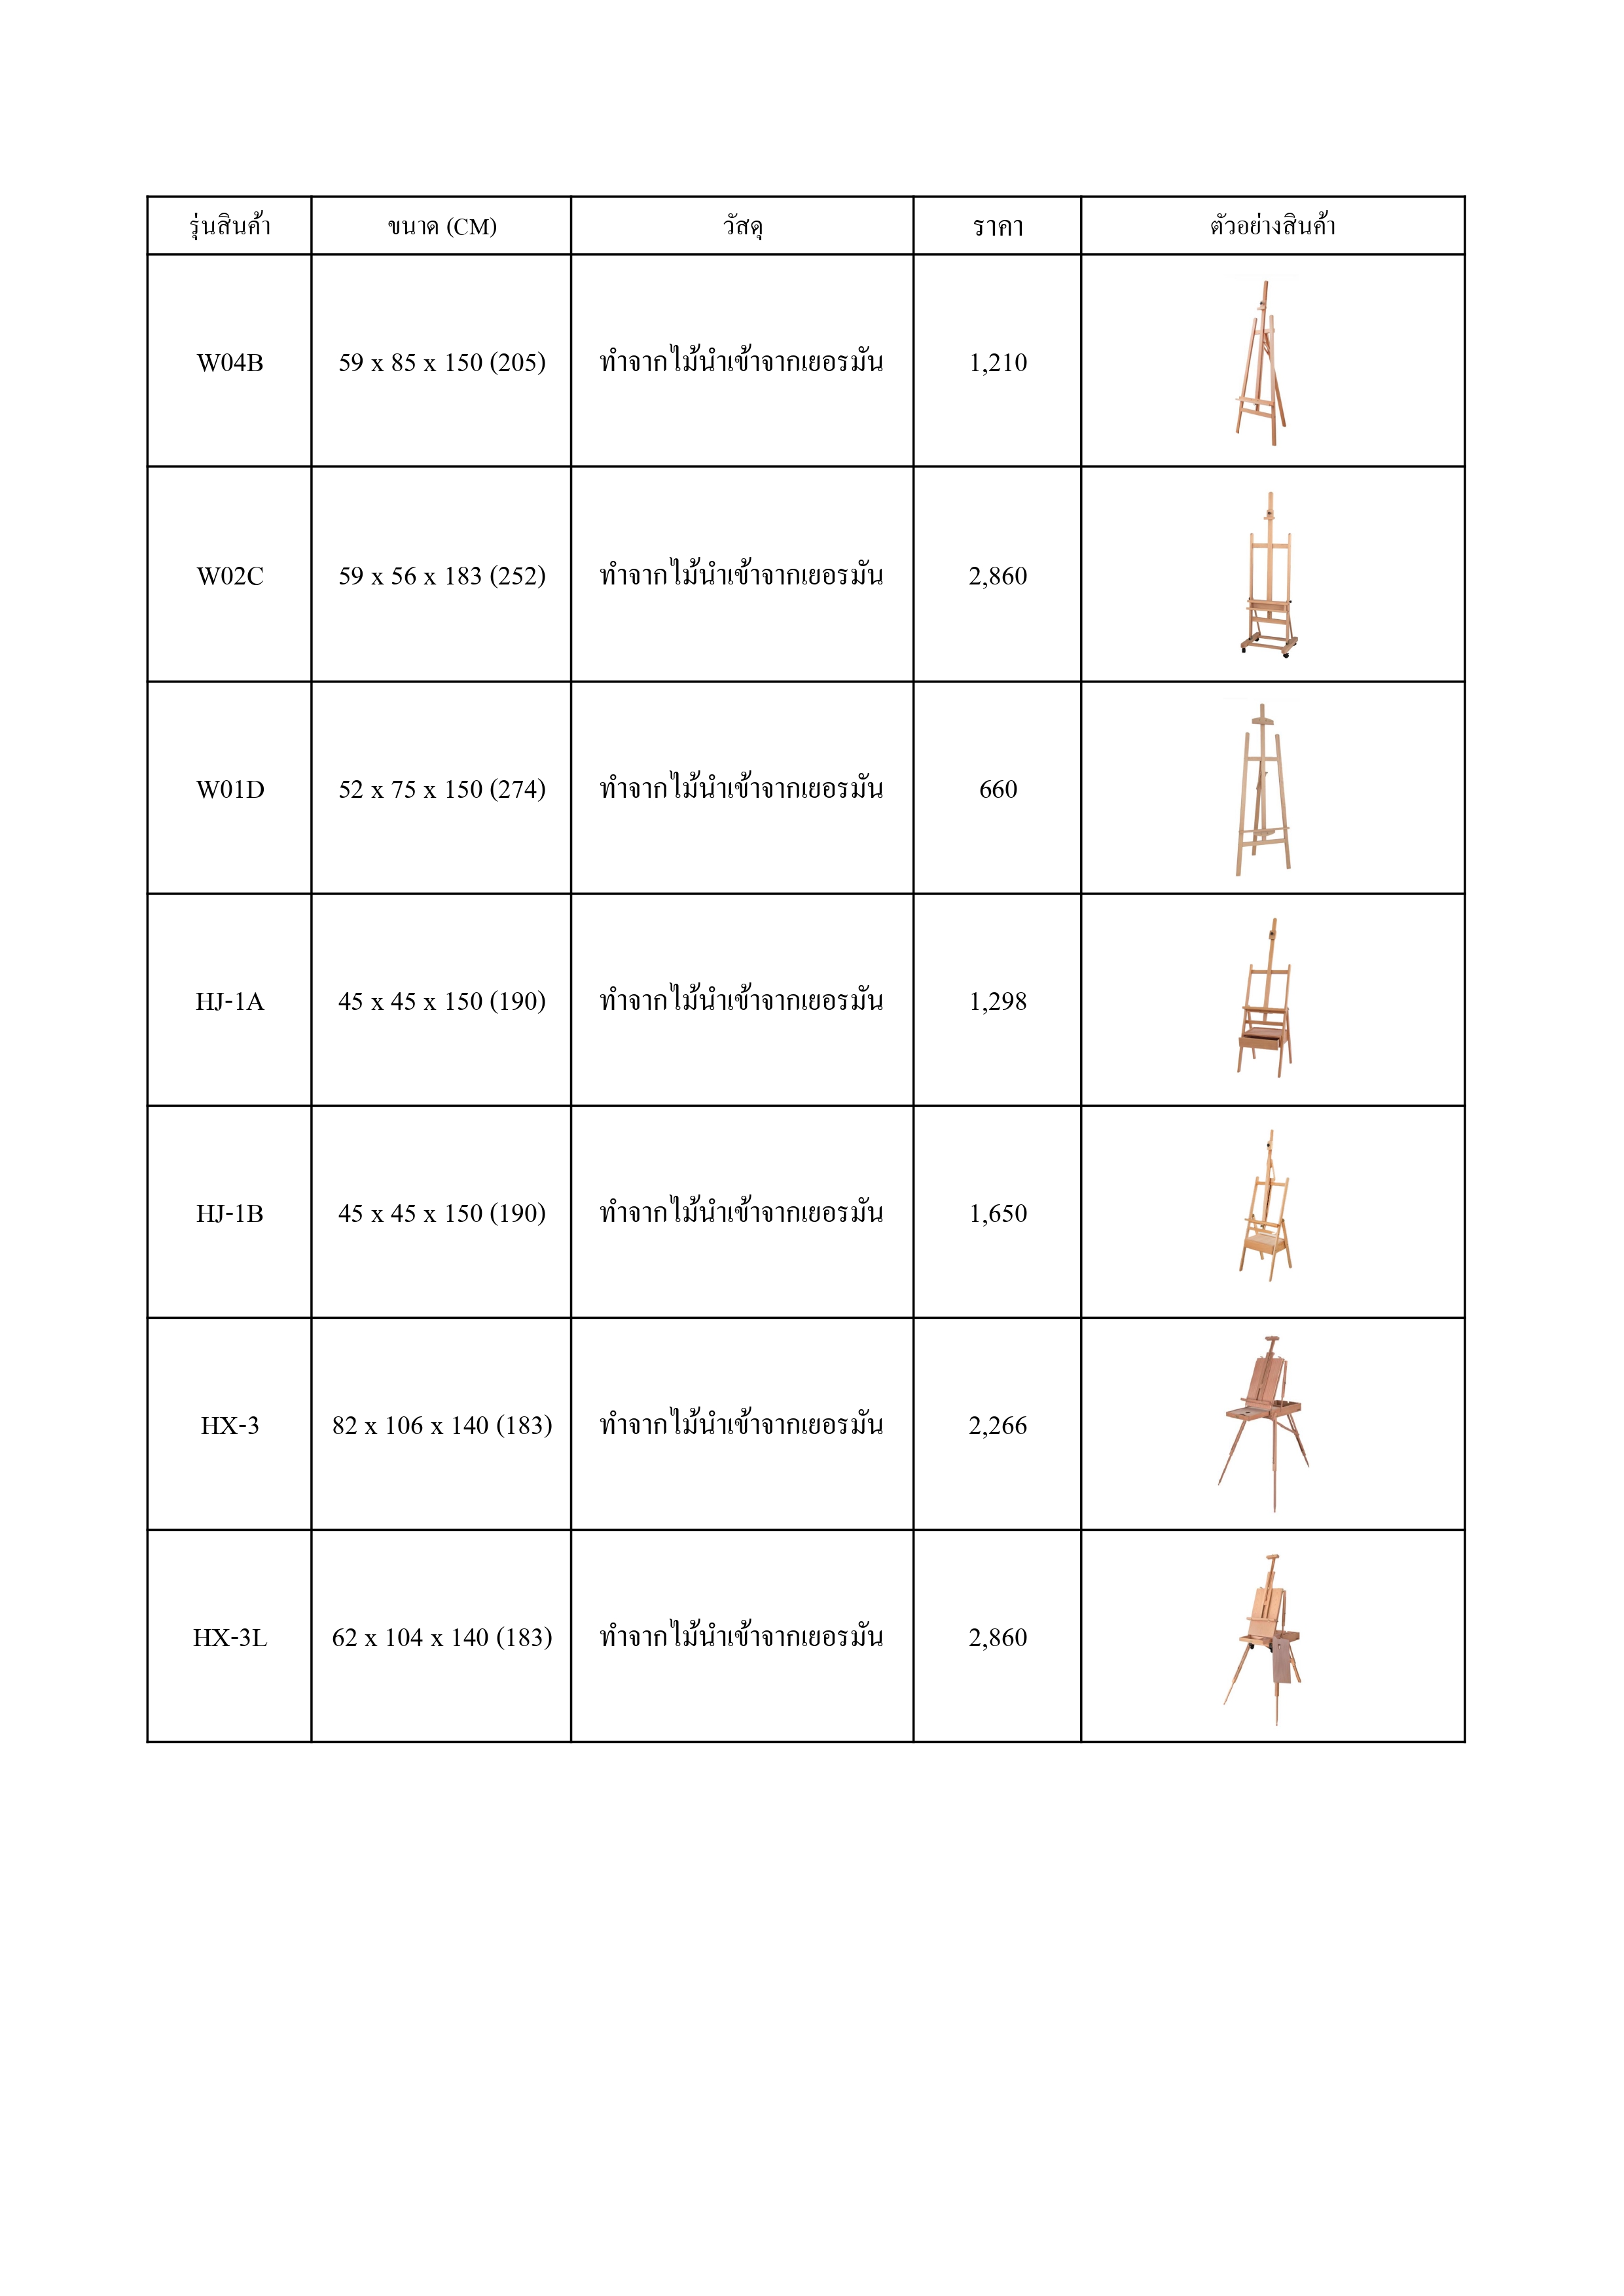 รุ่นสินค้า ขนาด (CM) วัสดุ ราคา ตัวอย่างสินค้า
W04B 59 x 85 x 150 (205) ทำจากไม้นำเข้าจากเยอรมัน 1,210
W02C 59 x 56 x 183 (252) ทำจากไม้นำเข้าจากเยอรมัน 2,860
W01D 52 x 75 x 150 (274) ทำจากไม้นำเข้าจากเยอรมัน 660
HJ-1A 45 x 45 x 150 (190) ทำจากไม้นำเข้าจากเยอรมัน 1,298
HJ-1B 45 x 45 x 150 (190) ทำจากไม้นำเข้าจากเยอรมัน 1,650
HX-3 82 x 106 x 140 (183) ทำจากไม้นำเข้าจากเยอรมัน 2,266
HX-3L 62 x 104 x 140 (183) ทำจากไม้นำเข้าจากเยอรมัน 2,860